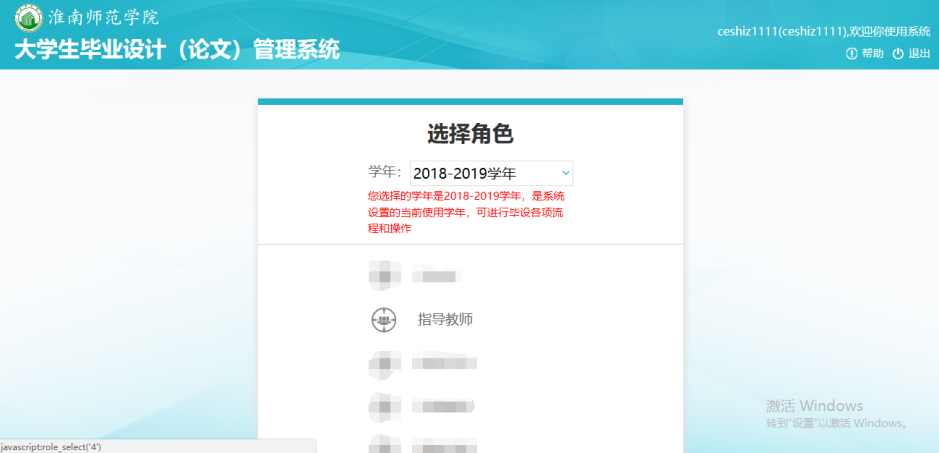 淮南师范学院
大学生毕业设计（论文）管理系统
ceshiz1111(ceshiz1111),欢迎你使用系统
帮助 退出
选择角色
学年： 2018-2019学年
您选择的学年是2018-2019学年，是系统
设置的当前使用学年，可进行毕设各项流
程和操作
指导教师
激活 Windows
转到"设置"以激活 Windows。
javascript:role_select('4')